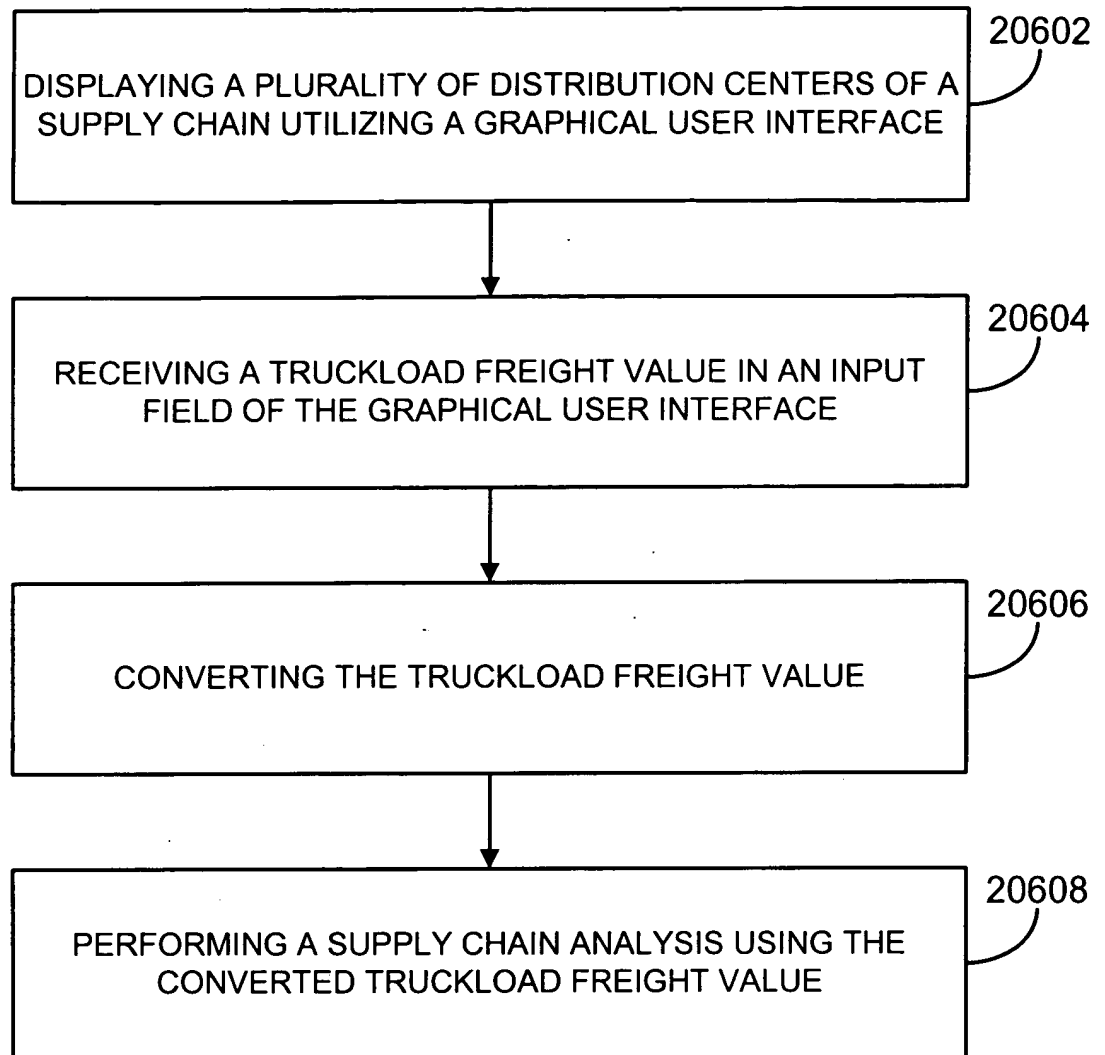 20602
DISPLAYING A PLURALITY OF DISTRIBUTION CENTERS OF A
SUPPLY CHAIN UTILIZING A GRAPHICAL USER INTERFACE
20604
RECEIVING A TRUCKLOAD FREIGHT VALUE IN AN INPUT
FIELD OF THE GRAPHICAL USER INTERFACE
20606
CONVERTING THE TRUCKLOAD FREIGHT VALUE
20608
PERFORMING A SUPPLY CHAIN ANALYSIS USING THE
CONVERTED TRUCKLOAD FREIGHT VALUE